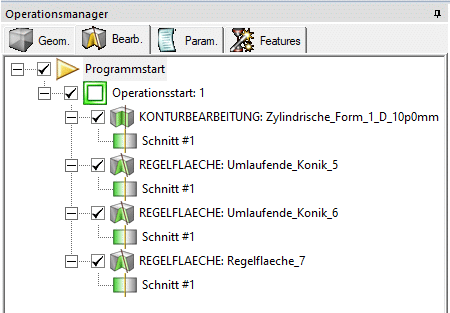 Operationsmanager
Geom. Bearb. Param. Features
Programmstart
Operationsstart: 1
KONTURBEARBEITUNG: Zylindrische_Form_1_D_10p0mm
Schnitt #1
REGELFLAECHE: Umlaufende_Konik_5
Schnitt #1
REGELFLAECHE: Umlaufende_Konik_6
Schnitt #1
REGELFLAECHE: Regelflaeche_7
Schnitt #1